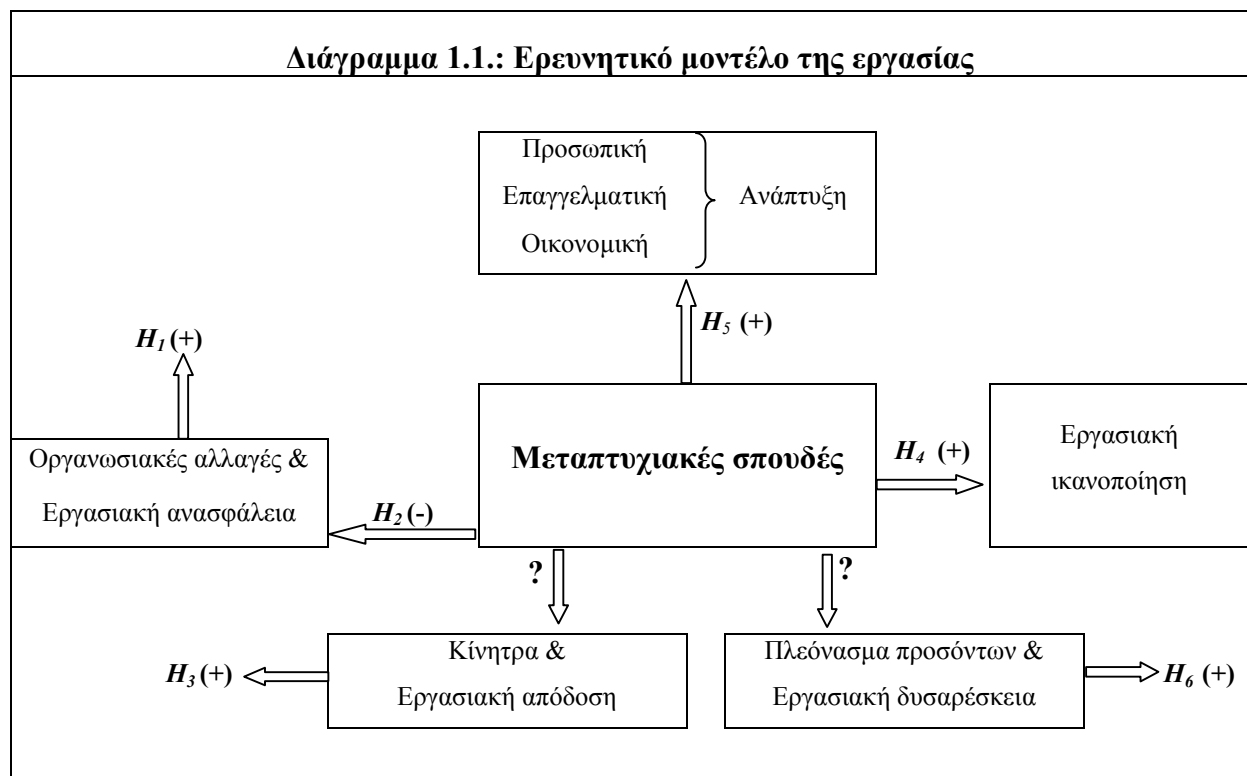 Διάγραμμα 1.1.: Ερευνητικό μοντέλο της εργασίας
Προσωπική
Επαγγελματική
Οικονομική
Ανάπτυξη
H5 (+)
H1 (+)
Οργανωσιακές αλλαγές &
Εργασιακή ανασφάλεια
H2 (-)
Μεταπτυχιακές σπουδές
H4 (+)
Εργασιακή
ικανοποίηση
?
?
H3 (+)
Κίνητρα &
Εργασιακή απόδοση
Πλεόνασμα προσόντων &
Εργασιακή δυσαρέσκεια
H6 (+)